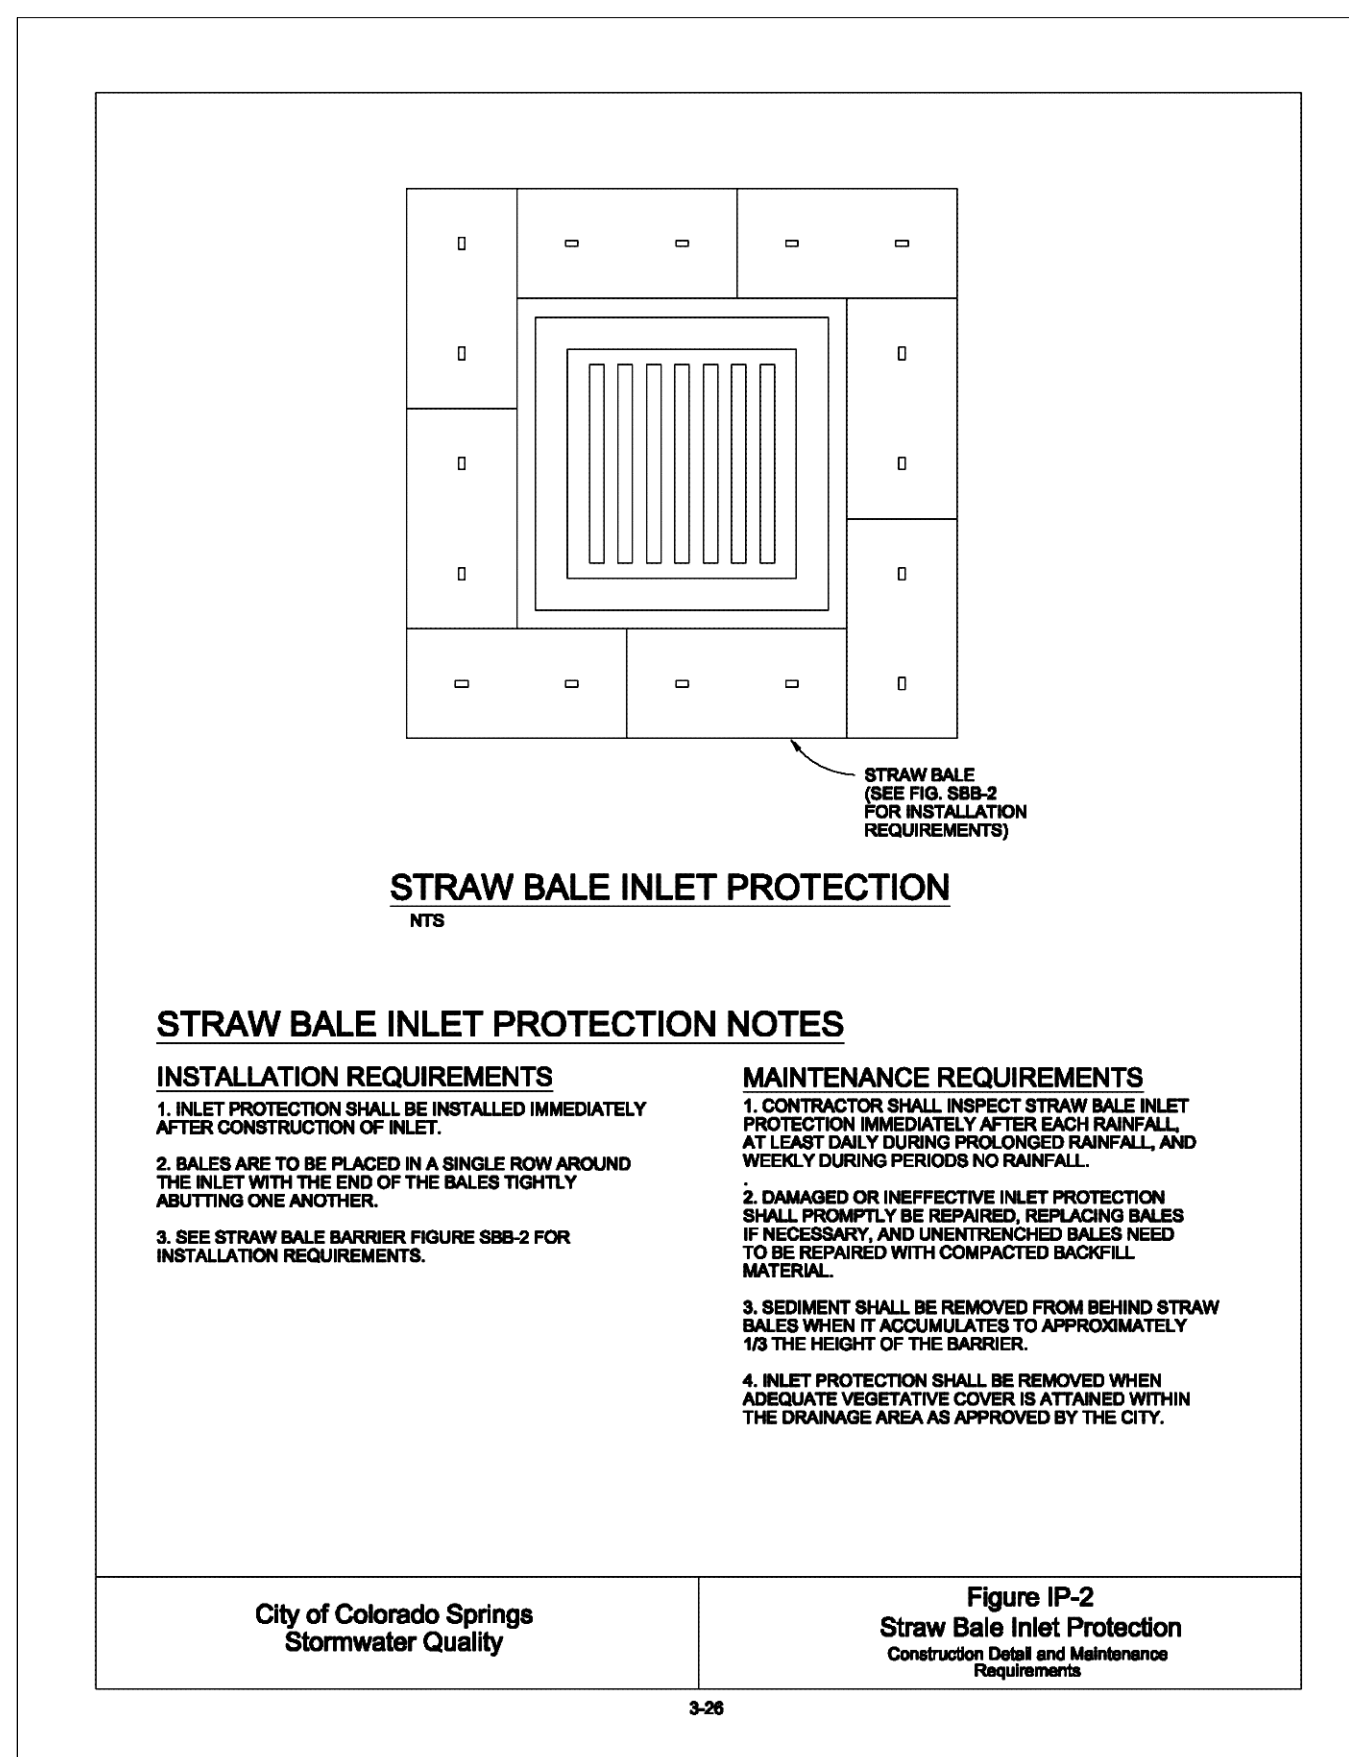 STRAW BALE
(SEE FIG. SBB-2
FOR INSTALLATION
REQUIREMENTS)
STRAW BALE INLET PROTECTION
NTS
STRAW BALE INLET PROTECTION NOTES
INSTALLATION REQUIREMENTS
1. INLET PROTECTION SHALL BE INSTALLED IMMEDIATELY
AFTER CONSTRUCTION OF INLET.
2. BALES ARE TO BE PLACED IN A SINGLE ROW AROUND
THE INLET WITH THE END OF THE BALES TIGHTLY
ABUTTING ONE ANOTHER.
3. SEE STRAW BALE BARRIER FIGURE SBB-2 FOR
INSTALLATION REQUIREMENTS.
MAINTENANCE REQUIREMENTS
1. CONTRACTOR SHALL INSPECT STRAW BALE INLET
PROTECTION IMMEDIATELY AFTER EACH RAINFALL,
AT LEAST DAILY DURING PROLONGED RAINFALL, AND
WEEKLY DURING PERIODS NO RAINFALL.
.
2. DAMAGED OR INEFFECTIVE INLET PROTECTION
SHALL PROMPTLY BE REPAIRED, REPLACING BALES
IF NECESSARY, AND UNENTRENCHED BALES NEED
TO BE REPAIRED WITH COMPACTED BACKFILL
MATERIAL.
3. SEDIMENT SHALL BE REMOVED FROM BEHIND STRAW
BALES WHEN IT ACCUMULATES TO APPROXIMATELY
1/3 THE HEIGHT OF THE BARRIER.
4. INLET PROTECTION SHALL BE REMOVED WHEN
ADEQUATE VEGETATIVE COVER IS ATTAINED WITHIN
THE DRAINAGE AREA AS APPROVED BY THE CITY.
City of Colorado Springs
Stormwater Quality
Figure IP-2
Straw Bale Inlet Protection
Construction Detail and Maintenance
Requirements
3-26